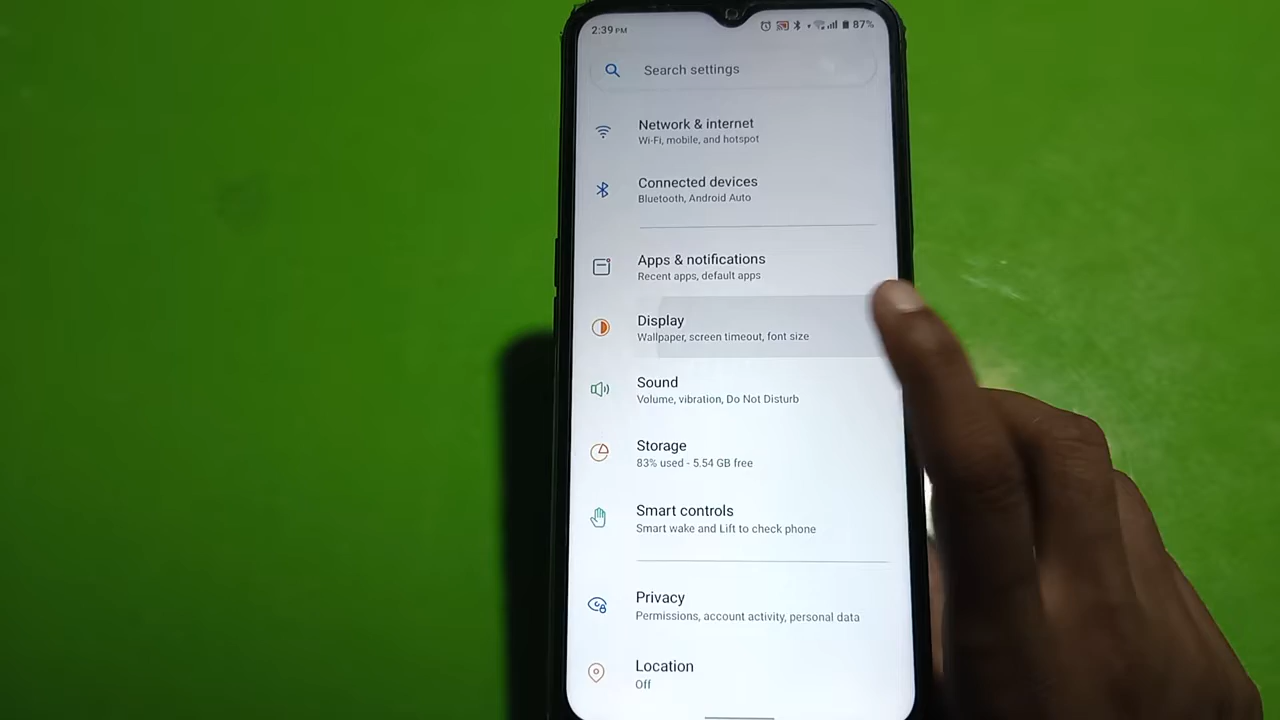 2:39 PM
87%
Search settings
Network & internet
Wi-Fi, mobile, and hotspot
Connected devices
Bluetooth, Android Auto
Apps & notifications
Recent apps, default apps
Display
Wallpaper, screen timeout, font size
Sound
Volume, vibration, Do Not Disturb
Storage
83% used - 5.54 GB free
Smart controls
Smart wake and Lift to check phone
Privacy
Permissions, account activity, personal data
Location
Off